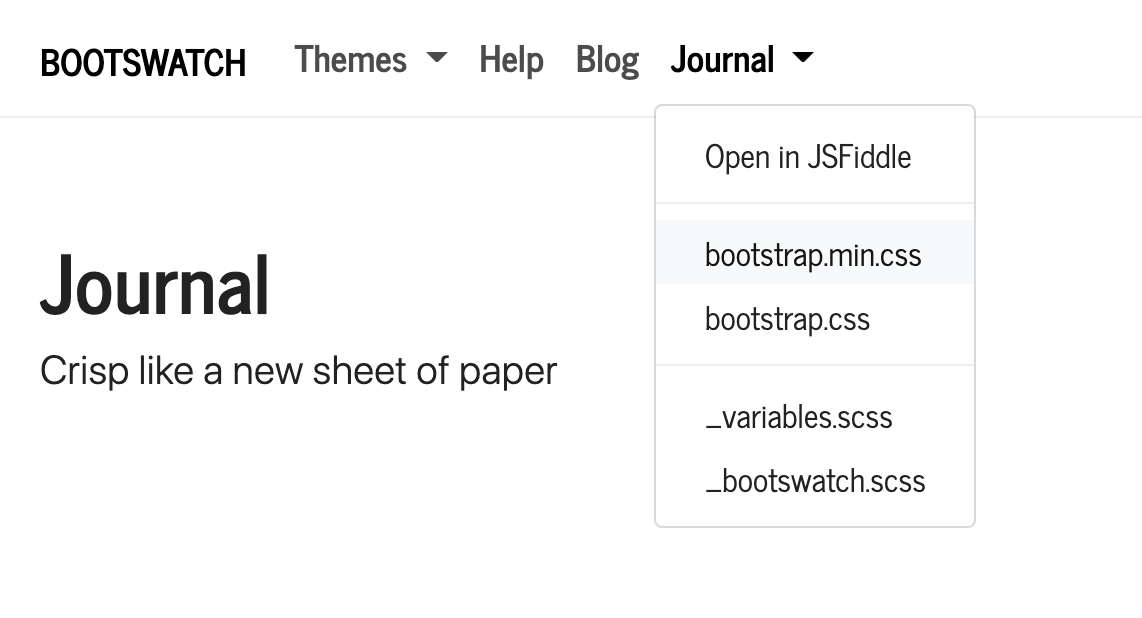 BOOTSWATCH Themes Help Blog Journal
Open in JSFiddle
bootstrap.min.css
bootstrap.css
_variables.scss
_bootswatch.scss
Journal
Crisp like a new sheet of paper